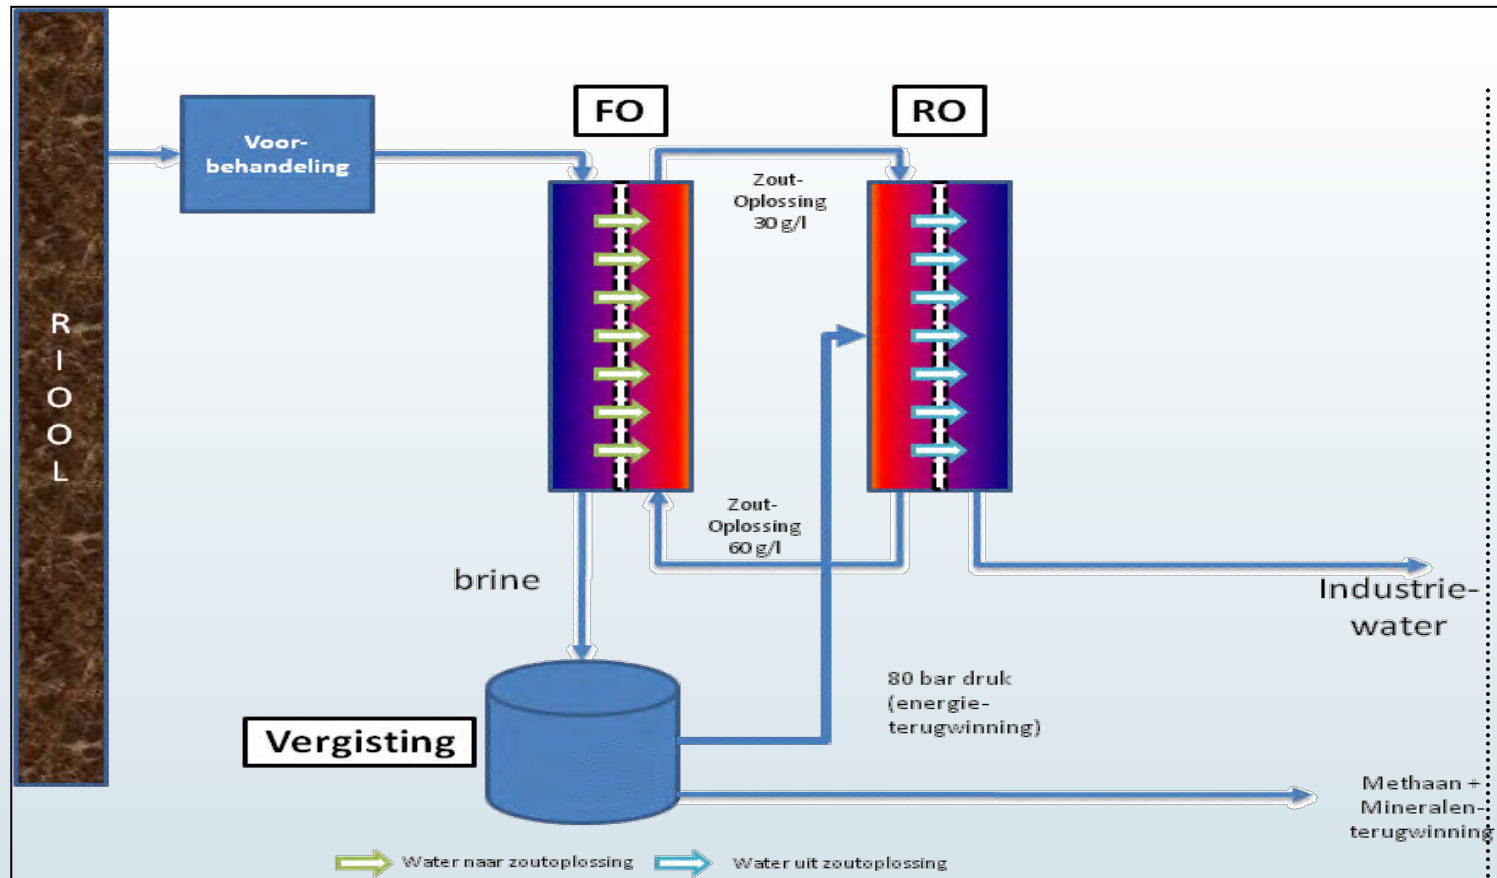 R
I
O
O
L
Voor-
behandeling
FO
RO
Zout-
Oplossing
30 g/l
Zout-
Oplossing
60 g/l
brine
Industrie-
water
80 bar druk
(energie-
terugwinning)
Vergisting
Methaan +
Mineralen-
terugwinning
Water naar zoutoplossing
Water uit zoutoplossing